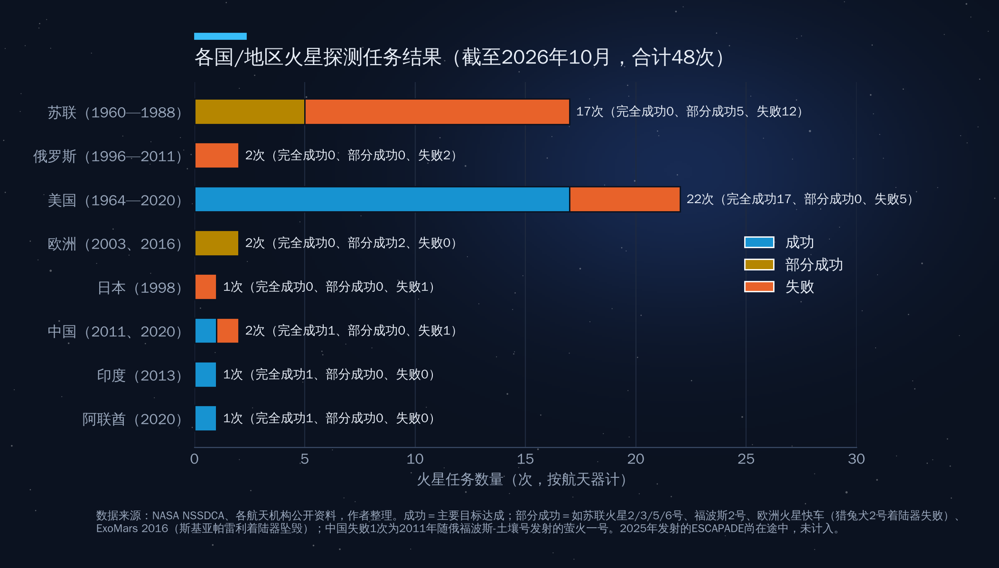 各国/地区火星探测任务结果（截至2026年10月，合计48次）
苏联（1960—1988）
17次（完全成功0、部分成功5、失败12）
俄罗斯（1996—2011）
2次（完全成功0、部分成功0、失败2）
美国（1964—2020）
22次（完全成功17、部分成功0、失败5）
欧洲（2003、2016）
2次（完全成功0、部分成功2、失败0）
日本（1998）
1次（完全成功0、部分成功0、失败1）
中国（2011、2020）
2次（完全成功1、部分成功0、失败1）
印度（2013）
1次（完全成功1、部分成功0、失败0）
阿联酋（2020）
1次（完全成功1、部分成功0、失败0）
成功
部分成功
失败
0 5 10 15 20 25 30
火星任务数量（次，按航天器计）
数据来源：NASA NSSDCA、各航天机构公开资料，作者整理。成功＝主要目标达成；部分成功＝如苏联火星2/3/5/6号、福波斯2号、欧洲火星快车（猎兔犬2号着陆器失败）、
ExoMars 2016（斯基亚帕雷利着陆器坠毁）；中国失败1次为2011年随俄福波斯-土壤号发射的萤火一号。2025年发射的ESCAPADE尚在途中，未计入。